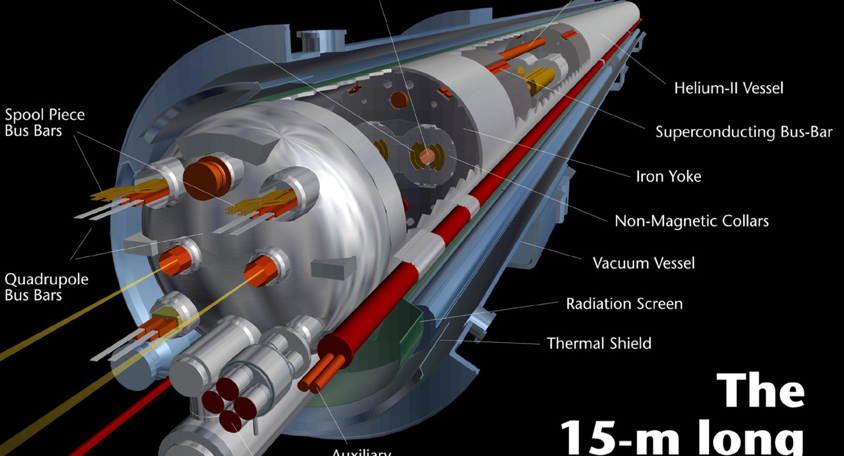 Helium-II Vessel
Spool Piece
Bus Bars
Superconducting Bus-Bar
Iron Yoke
Non-Magnetic Collars
Vacuum Vessel
Quadrupole
Bus Bars
Radiation Screen
Thermal Shield
The
15-m long
Auxiliary